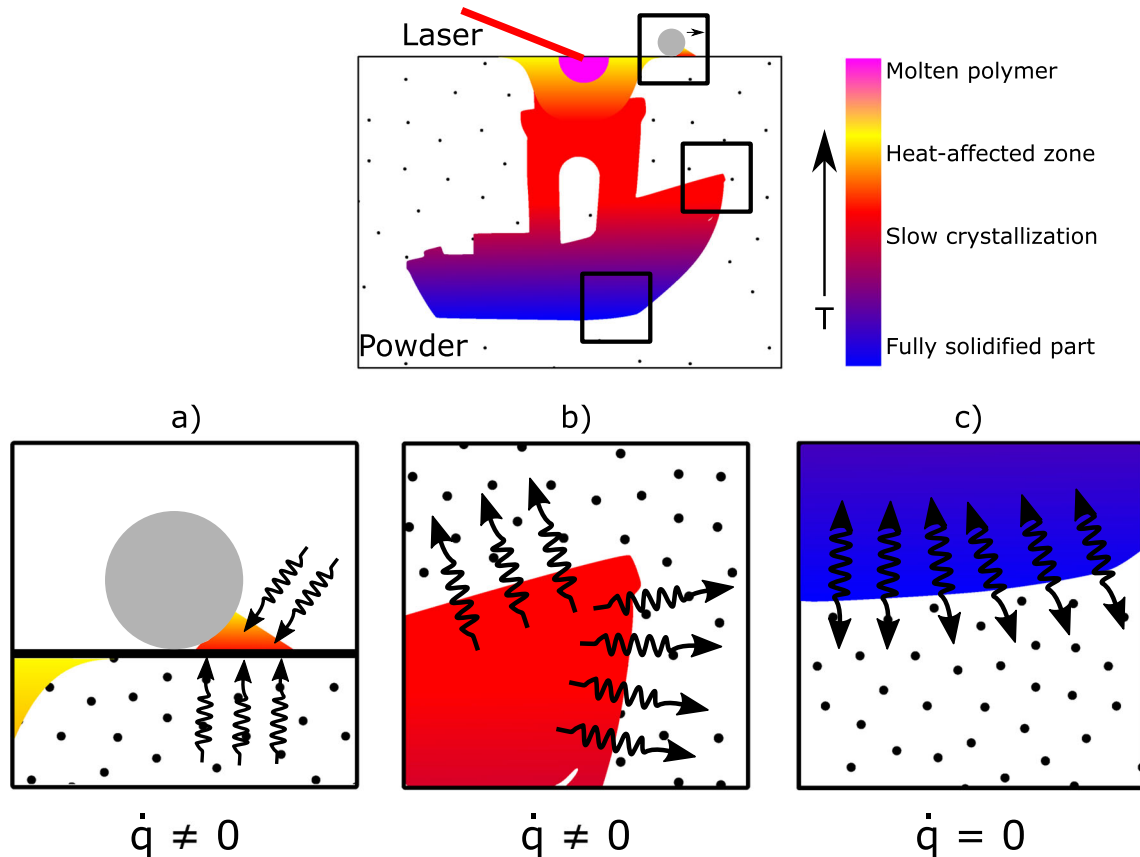 Laser
Molten polymer
Heat-affected zone
Slow crystallization
T
Fully solidified part
Powder
a)
b)
c)
q̇ ≠ 0
q̇ ≠ 0
q̇ = 0